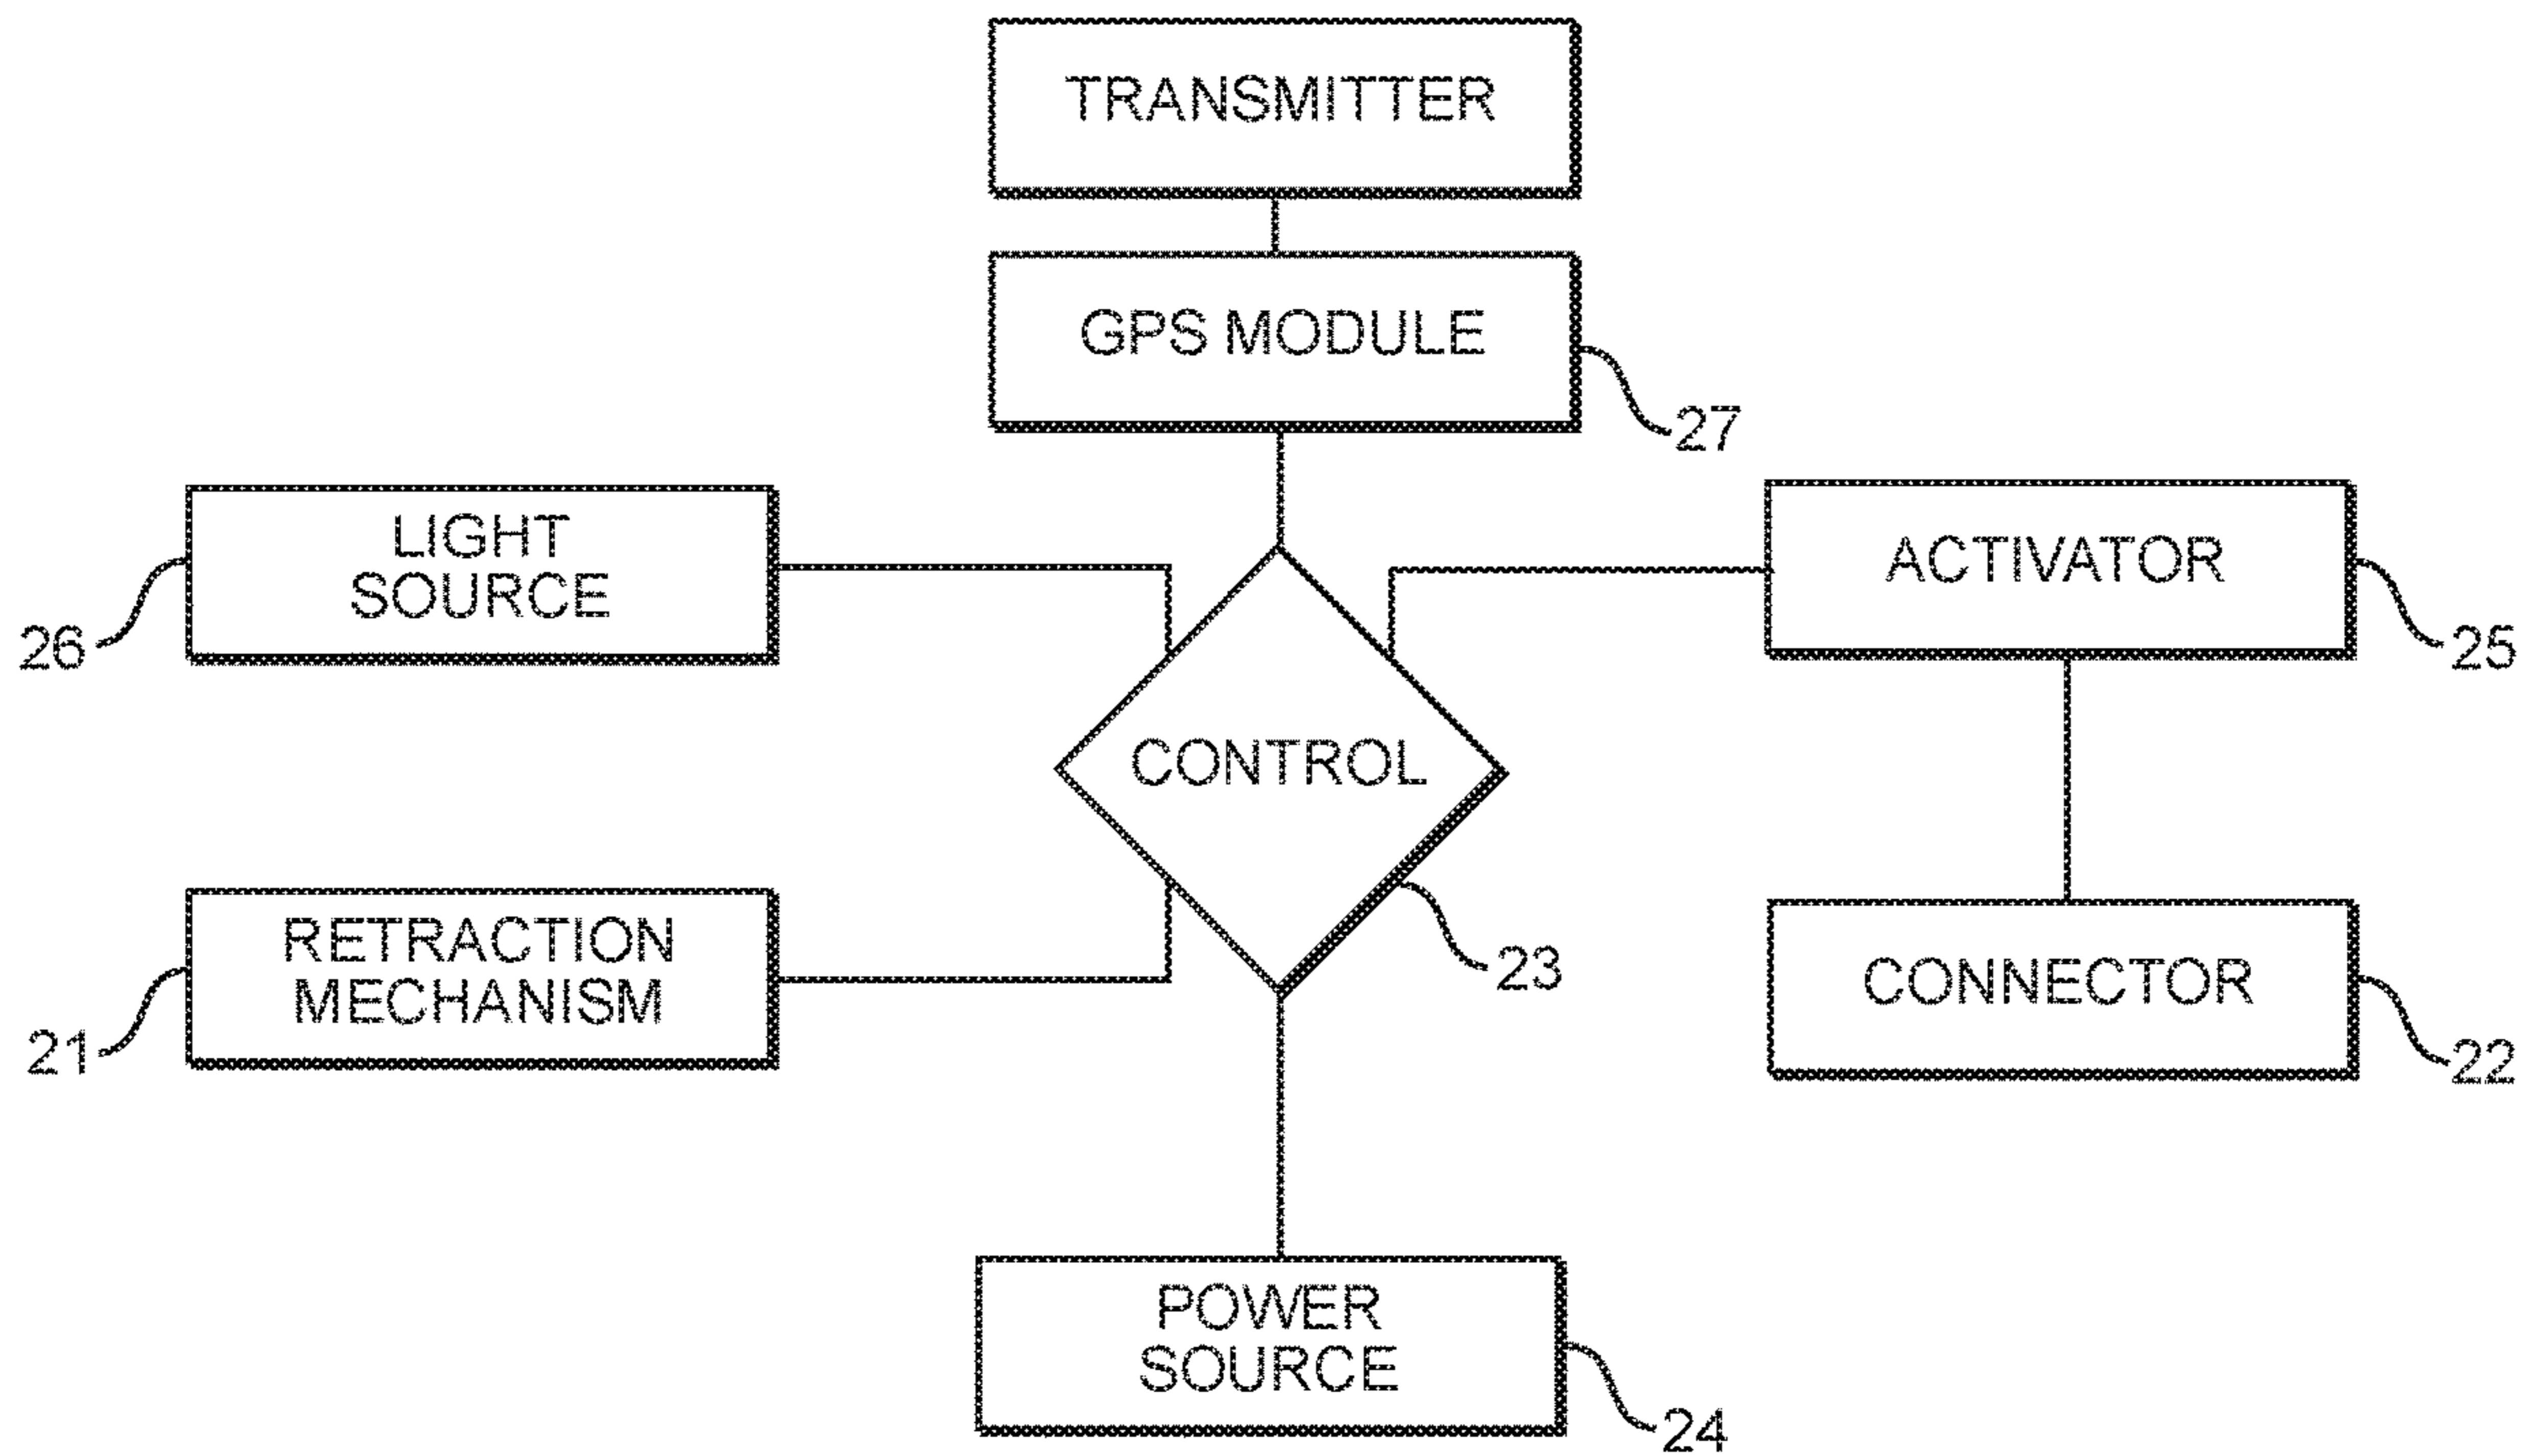 TRANSMITTER
GPS MODULE
27
LIGHT
SOURCE
26
ACTIVATOR
25
CONTROL
23
RETRACTION
MECHANISM
21
CONNECTOR
22
POWER
SOURCE
24